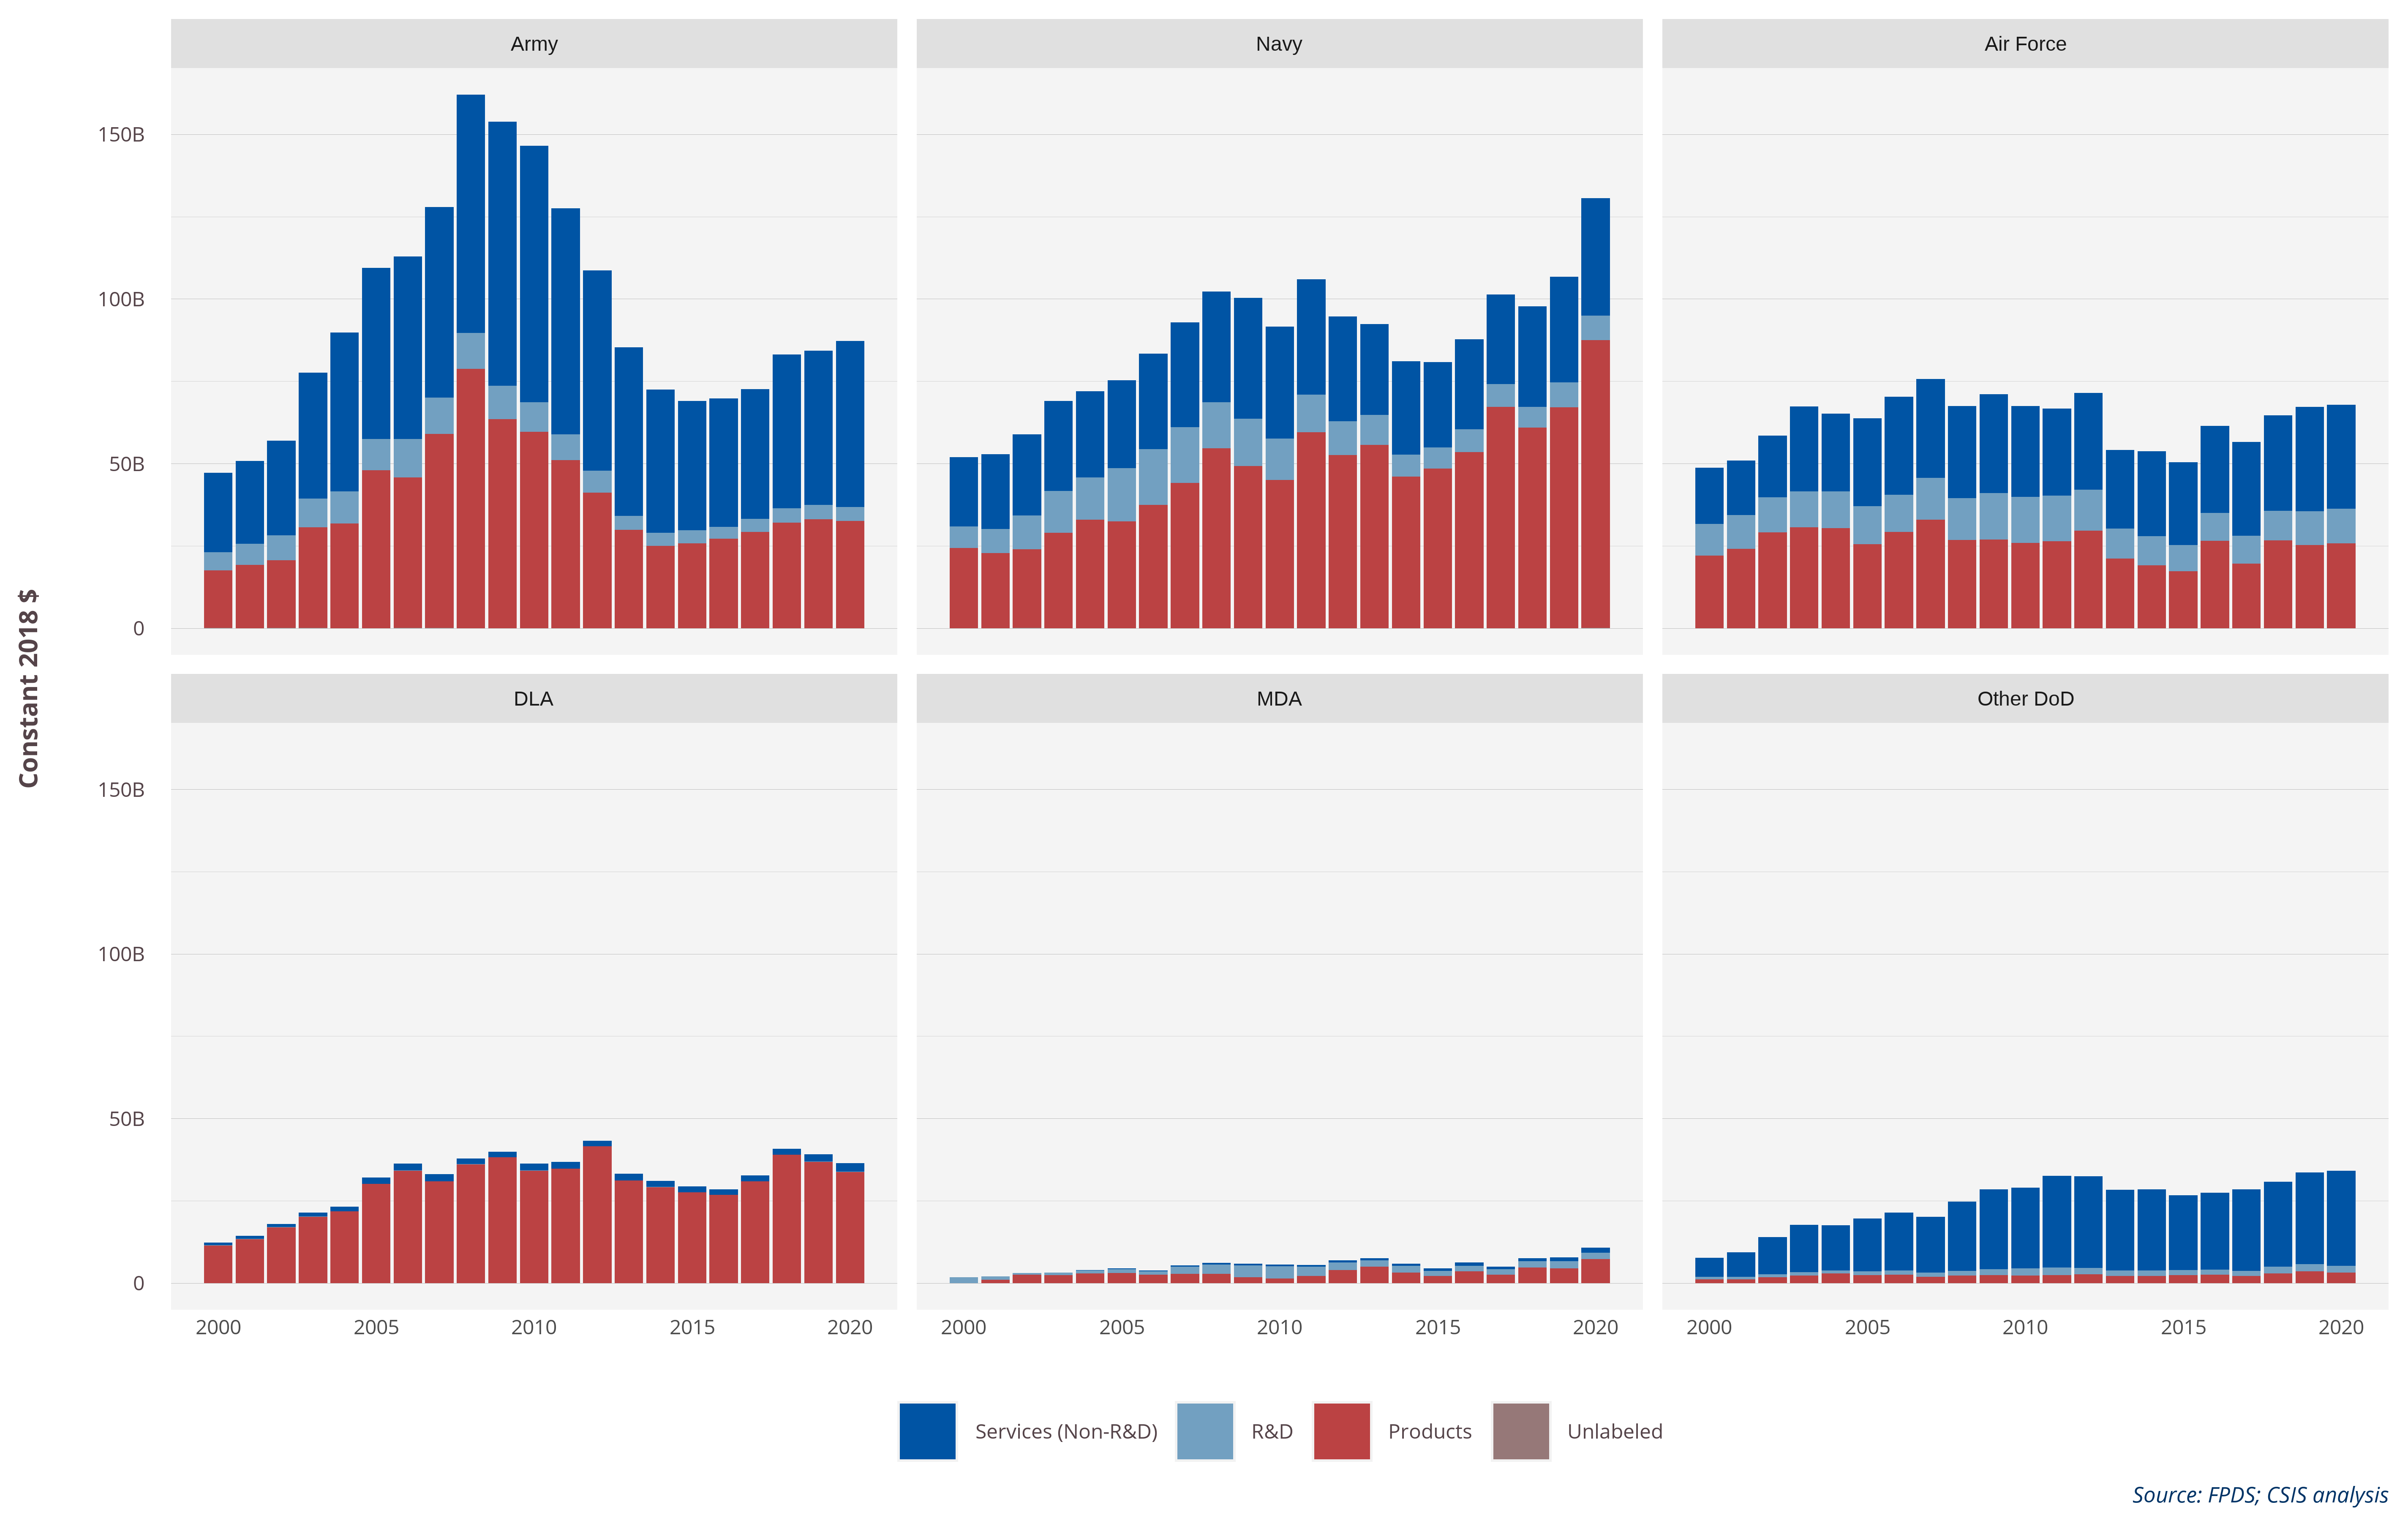 Army
Navy
Air Force
150B
100B
50B
0
Constant 2018 $
DLA
MDA
Other DoD
150B
100B
50B
0
2000 2005 2010 2015 2020
2000 2005 2010 2015 2020
2000 2005 2010 2015 2020
Services (Non-R&D) R&D Products Unlabeled
Source: FPDS; CSIS analysis